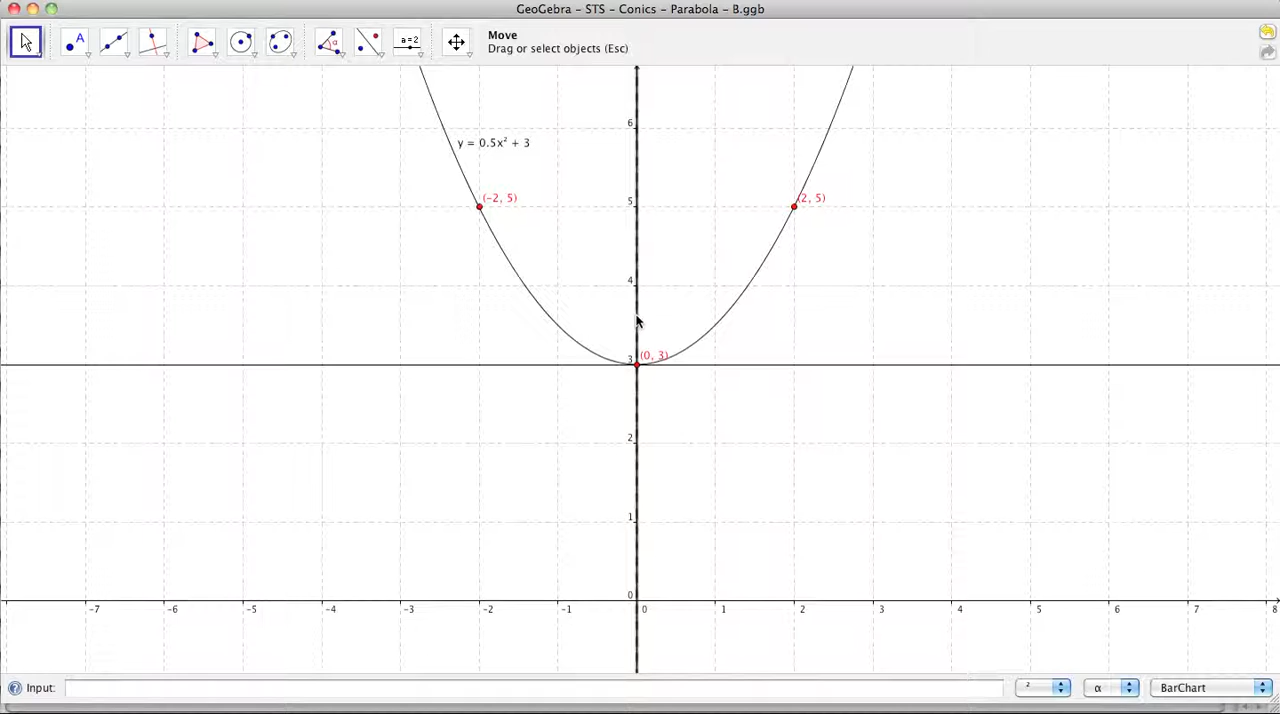 GeoGebra - STS - Conics - Parabola - B.ggb
A
α
a=2
Move
Drag or select objects (Esc)
6
y = 0.5x² + 3
(-2, 5)
5
(2, 5)
4
3
(0, 3)
2
1
0
-7 -6 -5 -4 -3 -2 -1 0 1 2 3 4 5 6 7 8
Input:
²
α
BarChart